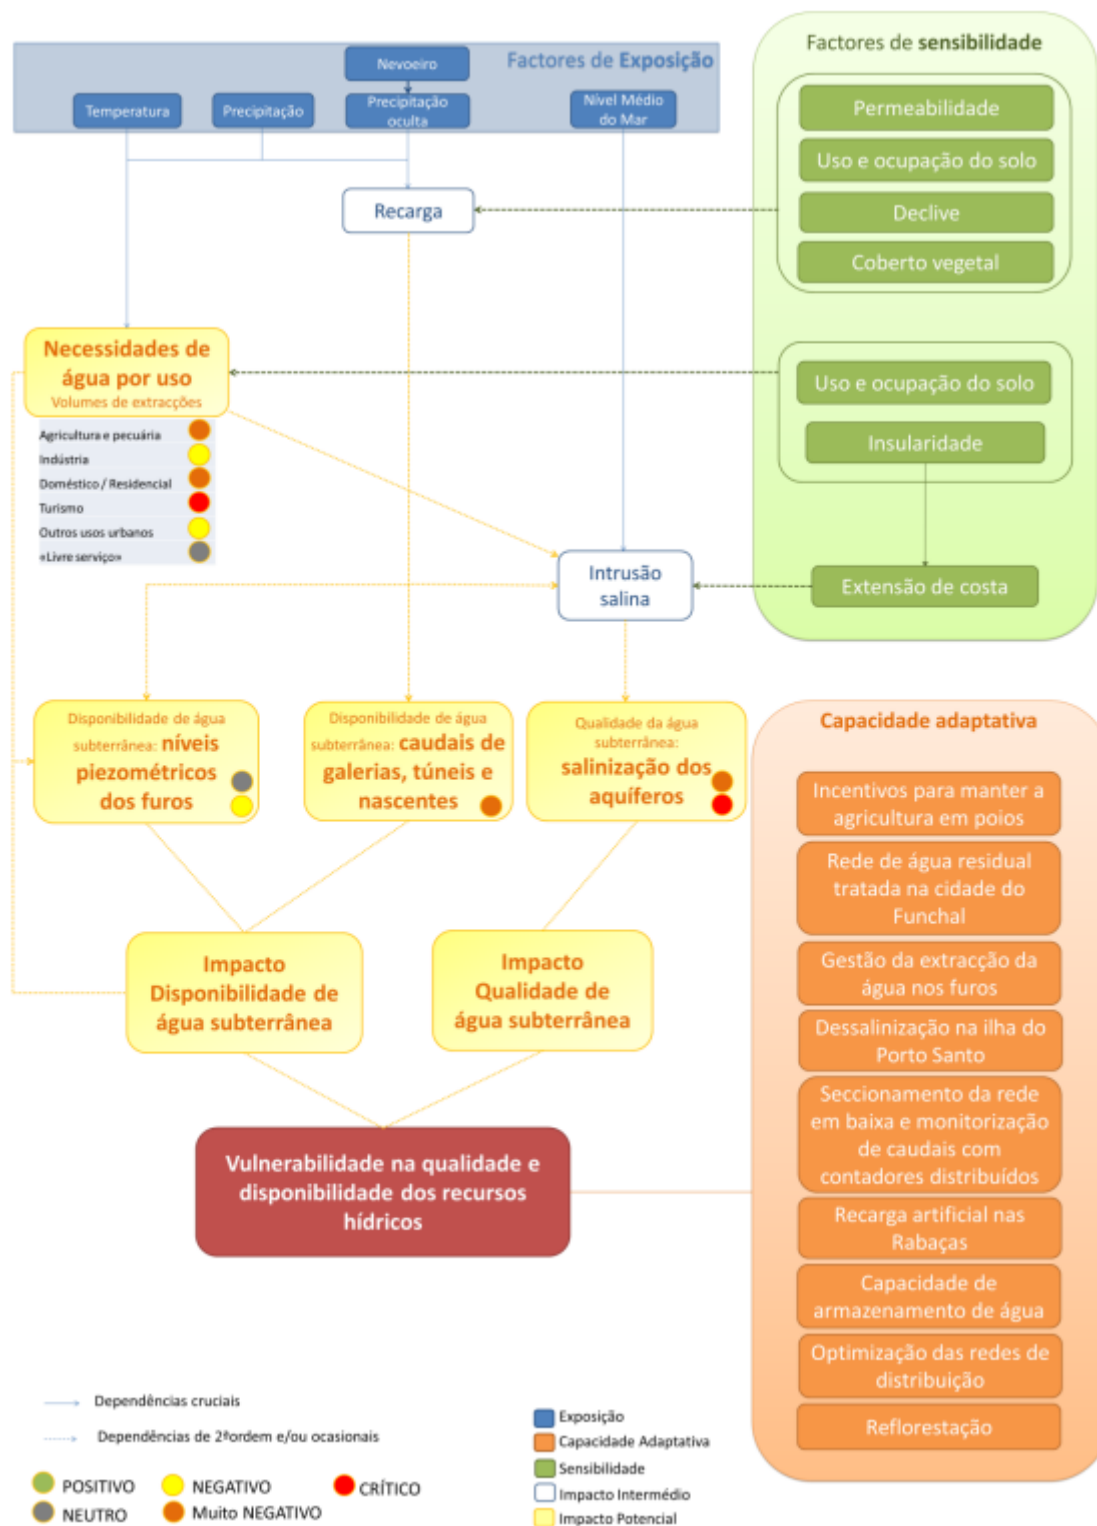 Factores de Exposição
Nevoeiro
Temperatura
Precipitação
Precipitação
oculta
Nível Médio
do Mar
Recarga
Factores de sensibilidade
Permeabilidade
Uso e ocupação do solo
Declive
Coberto vegetal
Uso e ocupação do solo
Insularidade
Extensão de costa
Necessidades de
água por uso
Volumes de extracções
Agricultura e pecuária
Indústria
Doméstico / Residencial
Turismo
Outros usos urbanos
«Livre serviço»
Intrusão
salina
Disponibilidade de água
subterrânea: níveis
piezométricos
dos furos
Disponibilidade de água
subterrânea: caudais de
galerias, túneis e
nascentes
Qualidade da água
subterrânea:
salinização dos
aquíferos
Impacto
Disponibilidade de
água subterrânea
Impacto
Qualidade de
água subterrânea
Vulnerabilidade na qualidade e
disponibilidade dos recursos
hídricos
Capacidade adaptativa
Incentivos para manter a
agricultura em poios
Rede de água residual
tratada na cidade do
Funchal
Gestão da extracção da
água nos furos
Dessalinização na ilha do
Porto Santo
Seccionamento da rede
em baixa e monitorização
de caudais com
contadores distribuídos
Recarga artificial nas
Rabaças
Capacidade de
armazenamento de água
Optimização das redes de
distribuição
Reflorestação
Dependências cruciais
Dependências de 2ªordem e/ou ocasionais
POSITIVO
NEGATIVO
CRÍTICO
NEUTRO
Muito NEGATIVO
Exposição
Capacidade Adaptativa
Sensibilidade
Impacto Intermédio
Impacto Potencial